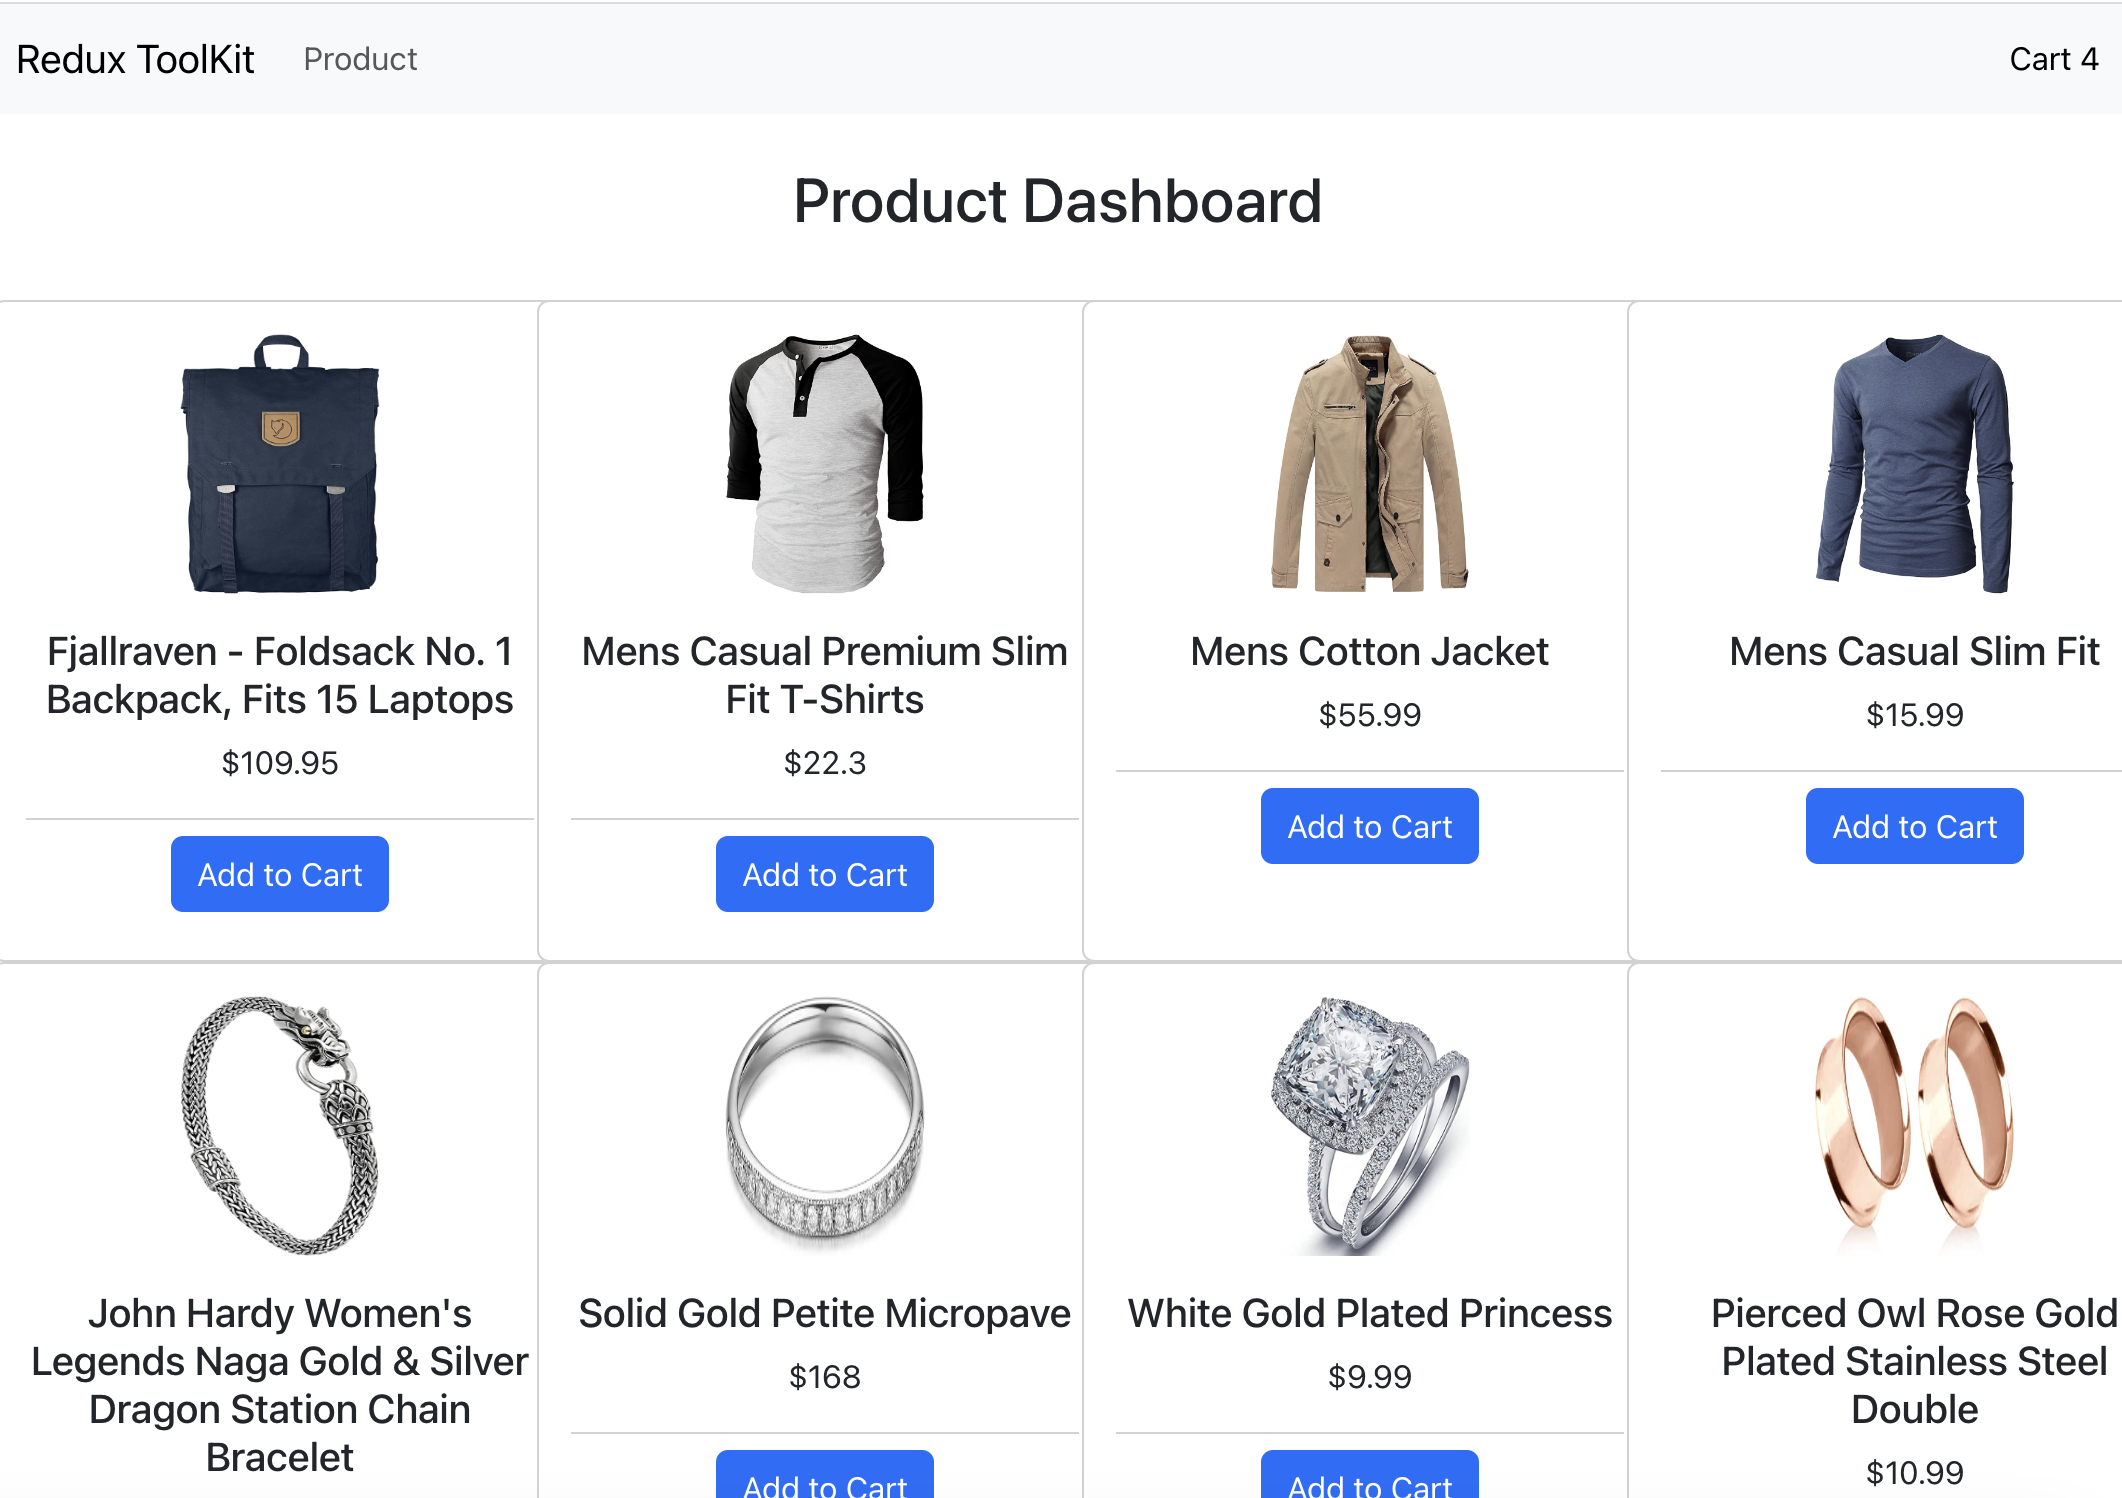 Redux ToolKit Product Cart 4
Product Dashboard
Fjallraven - Foldsack No. 1
Backpack, Fits 15 Laptops
$109.95
Add to Cart
Mens Casual Premium Slim
Fit T-Shirts
$22.3
Add to Cart
Mens Cotton Jacket
$55.99
Add to Cart
Mens Casual Slim Fit
$15.99
Add to Cart
John Hardy Women's
Legends Naga Gold & Silver
Dragon Station Chain
Bracelet
Solid Gold Petite Micropave
$168
Add to Cart
White Gold Plated Princess
$9.99
Add to Cart
Pierced Owl Rose Gold
Plated Stainless Steel
Double
$10.99